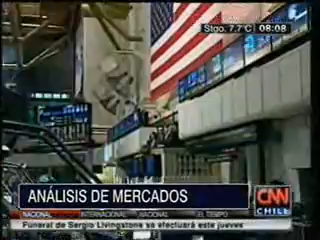 Stgo. 7.7°C 08:08
ANÁLISIS DE MERCADOS
CNN
CHILE
NACIONAL INTERNACIONAL NACIONAL EL TIEMPO
Funeral de Sergio Livingstone se efectuará este jueves